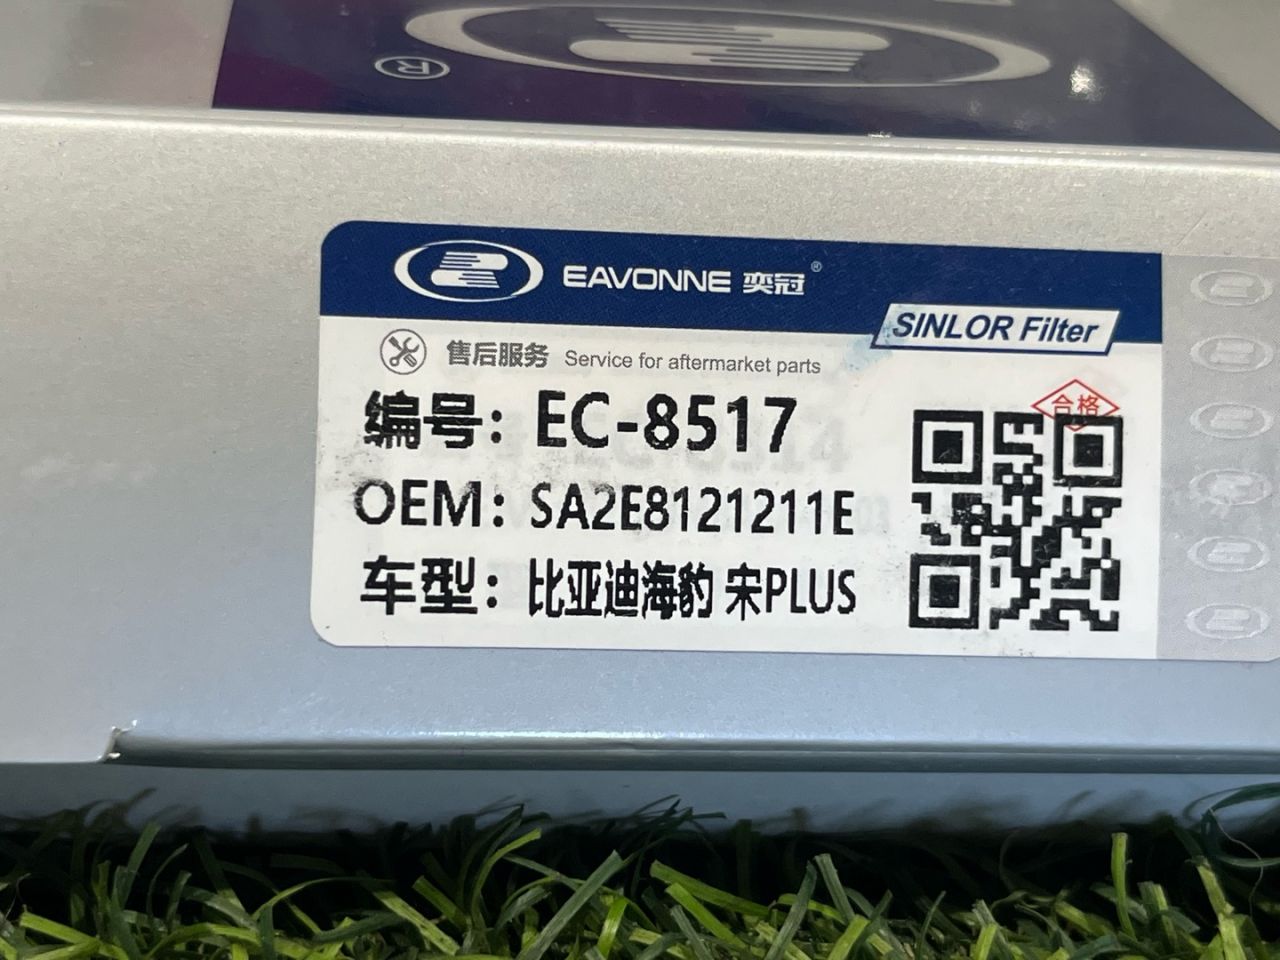 ®
EAVONNE 奕冠®
SINLOR Filter
售后服务 Service for aftermarket parts
合格
编号：EC-8517
OEM：SA2E8121211E
车型：比亚迪海豹 宋PLUS